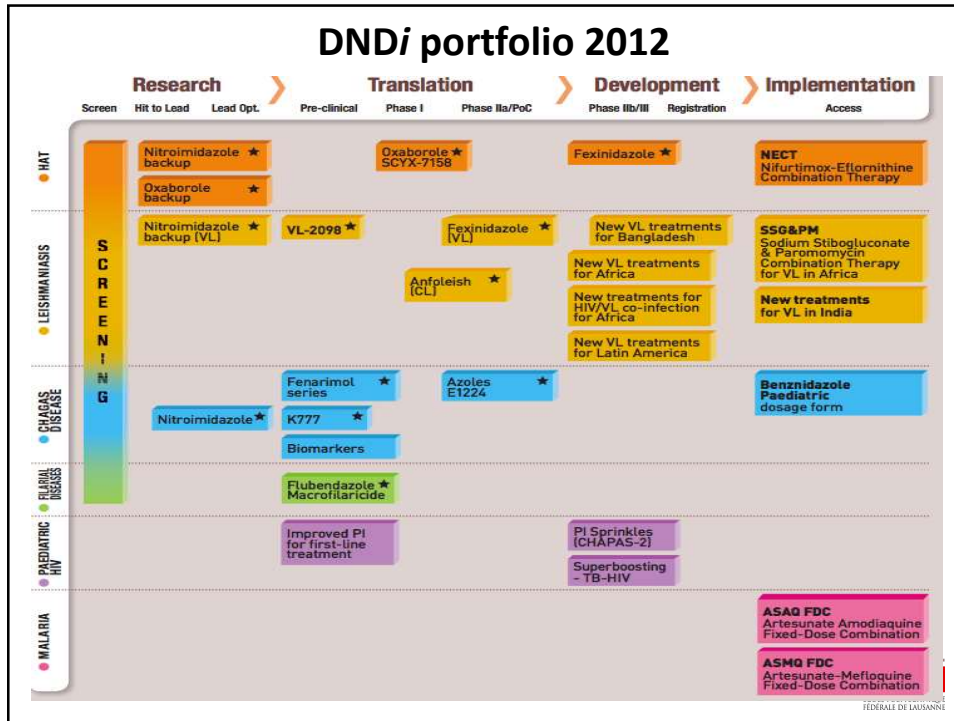 DNDi portfolio 2012
Research Translation Development Implementation
Screen Hit to Lead Lead Opt. Pre-clinical Phase I Phase IIa/PoC Phase IIb/III Registration Access
HAT
Nitroimidazole ★
backup
Oxaborole ★
backup
Oxaborole ★
SCYX-7158
Fexinidazole ★
NECT
Nifurtimox-Eflornithine
Combination Therapy
SCREENING
LEISHMANIASIS
Nitroimidazole ★
backup (VL)
VL-2098 ★
Fexinidazole ★
(VL)
Anfoleish ★
(CL)
New VL treatments
for Bangladesh
New VL treatments
for Africa
New treatments for
HIV/VL co-infection
for Africa
New VL treatments
for Latin America
SSG&PM
Sodium Stibogluconate
& Paromomycin
Combination Therapy
for VL in Africa
New treatments
for VL in India
CHAGAS
DISEASE
Nitroimidazole ★
Fenarimol ★
series
K777 ★
Biomarkers
Azoles ★
E1224
Benznidazole
Paediatric
dosage form
FILARIAL
DISEASES
Flubendazole ★
Macrofilaricide
PAEDIATRIC
HIV
Improved PI
for first-line
treatment
PI Sprinkles
(CHAPAS-2)
Superboosting
- TB-HIV
MALARIA
ASAQ FDC
Artesunate Amodiaquine
Fixed-Dose Combination
ASMQ FDC
Artesunate-Mefloquine
Fixed-Dose Combination
FÉDÉRALE DE LAUSANNE